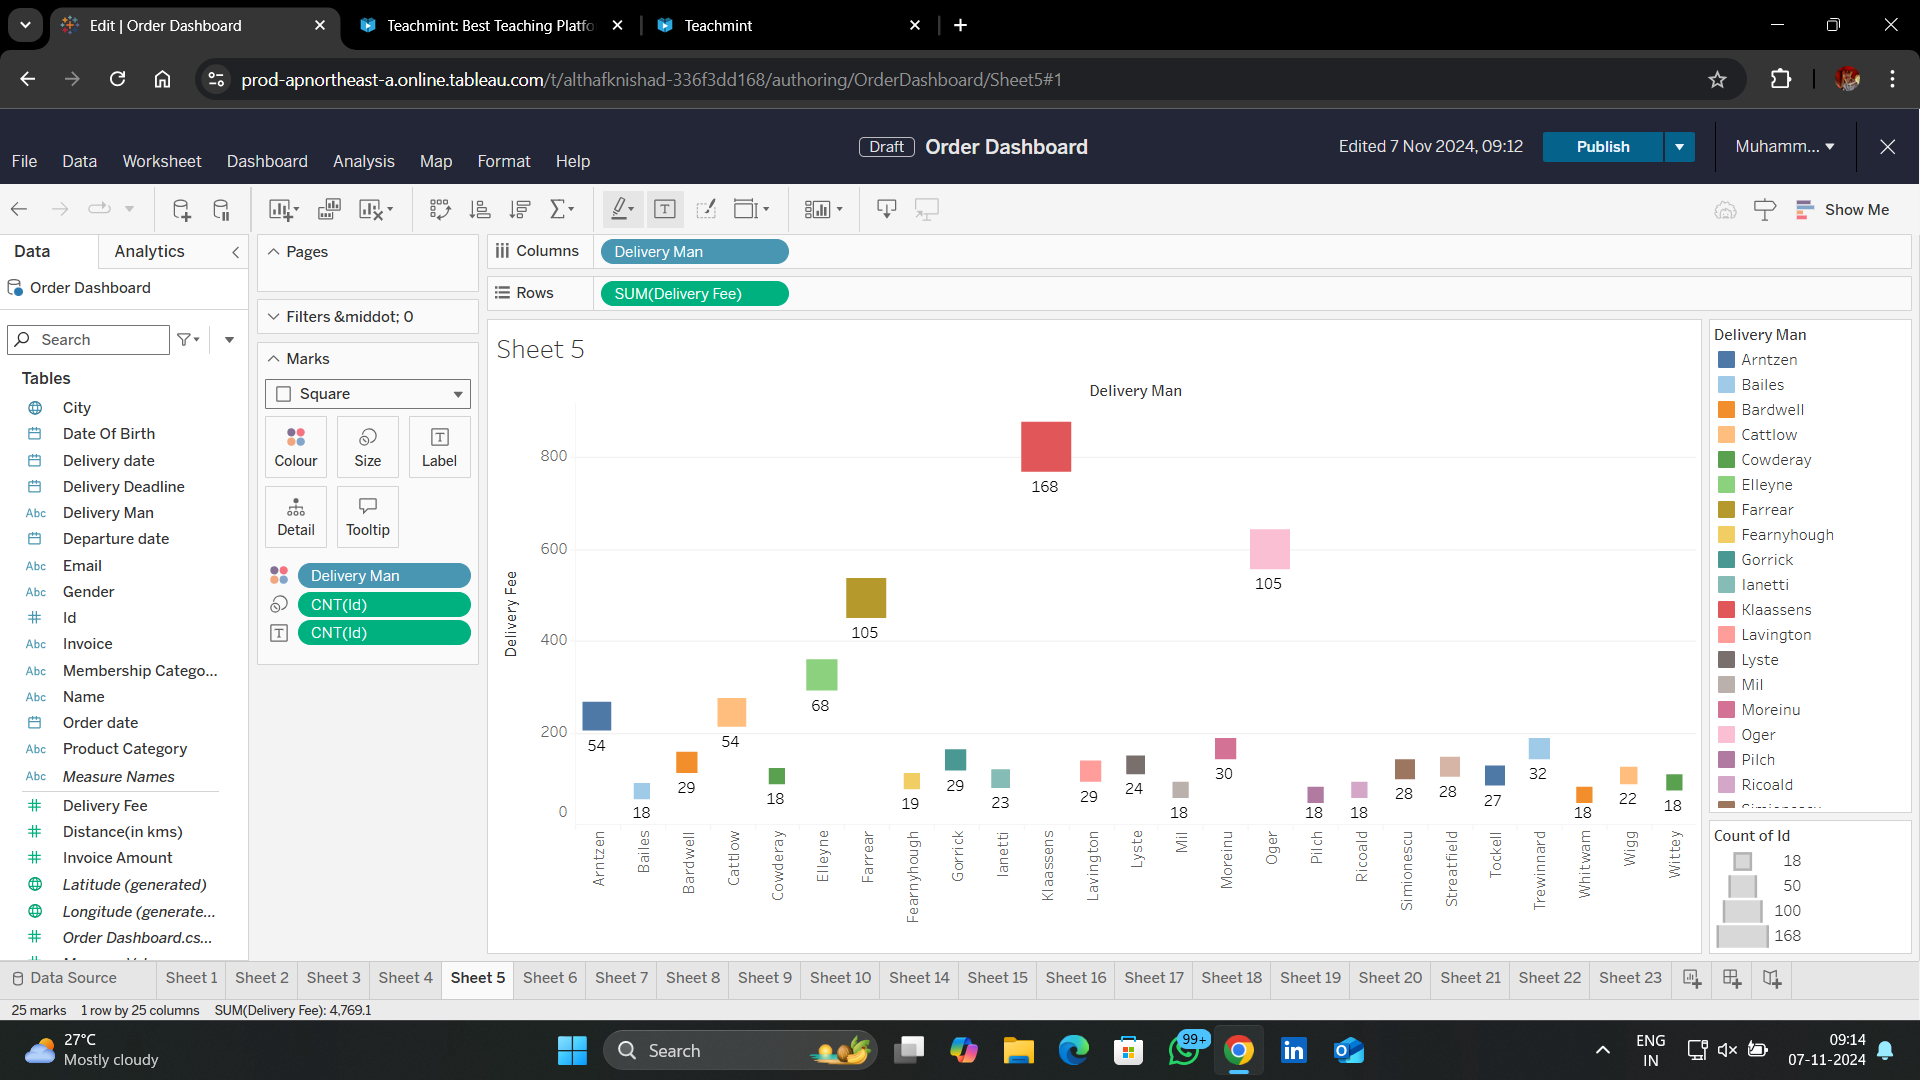 Edit | Order Dashboard
Teachmint: Best Teaching Platfo
Teachmint
prod-apnortheast-a.online.tableau.com/t/althafknishad-336f3dd168/authoring/OrderDashboard/Sheet5#1
Draft Order Dashboard
Edited 7 Nov 2024, 09:12 Publish Muhamm...
File Data Worksheet Dashboard Analysis Map Format Help
Show Me
Data Analytics
Order Dashboard
Search
Tables
City
Date Of Birth
Delivery date
Delivery Deadline
Abc Delivery Man
Departure date
Abc Email
Abc Gender
Id
Abc Invoice
Abc Membership Catego...
Abc Name
Order date
Abc Product Category
Abc Measure Names
Delivery Fee
Distance(in kms)
Invoice Amount
Latitude (generated)
Longitude (generate...
Order Dashboard.cs...
Pages
Filters &middot; 0
Marks
Square
Colour Size Label
Detail Tooltip
Delivery Man
CNT(Id)
CNT(Id)
Columns Delivery Man
Rows SUM(Delivery Fee)
Sheet 5
Delivery Man
Delivery Fee
800
600
400
200
0
168
105
105
68
54
54
18
29
18
19
29
23
29
24
18
30
18
18
28
28
27
32
18
22
18
Arntzen
Bailes
Bardwell
Cattlow
Cowderay
Elleyne
Farrear
Fearnyhough
Gorrick
Ianetti
Klaassens
Lavington
Lyste
Mil
Moreinu
Oger
Pilch
Ricoald
Simionescu
Streatfield
Tockell
Trewinnard
Whitwam
Wigg
Wittey
Delivery Man
Arntzen
Bailes
Bardwell
Cattlow
Cowderay
Elleyne
Farrear
Fearnyhough
Gorrick
Ianetti
Klaassens
Lavington
Lyste
Mil
Moreinu
Oger
Pilch
Ricoald
Count of Id
18
50
100
168
Data Source Sheet 1 Sheet 2 Sheet 3 Sheet 4 Sheet 5 Sheet 6 Sheet 7 Sheet 8 Sheet 9 Sheet 10 Sheet 14 Sheet 15 Sheet 16 Sheet 17 Sheet 18 Sheet 19 Sheet 20 Sheet 21 Sheet 22 Sheet 23
25 marks 1 row by 25 columns SUM(Delivery Fee): 4,769.1
27°C
Mostly cloudy
Search
99+
ENG
IN
09:14
07-11-2024